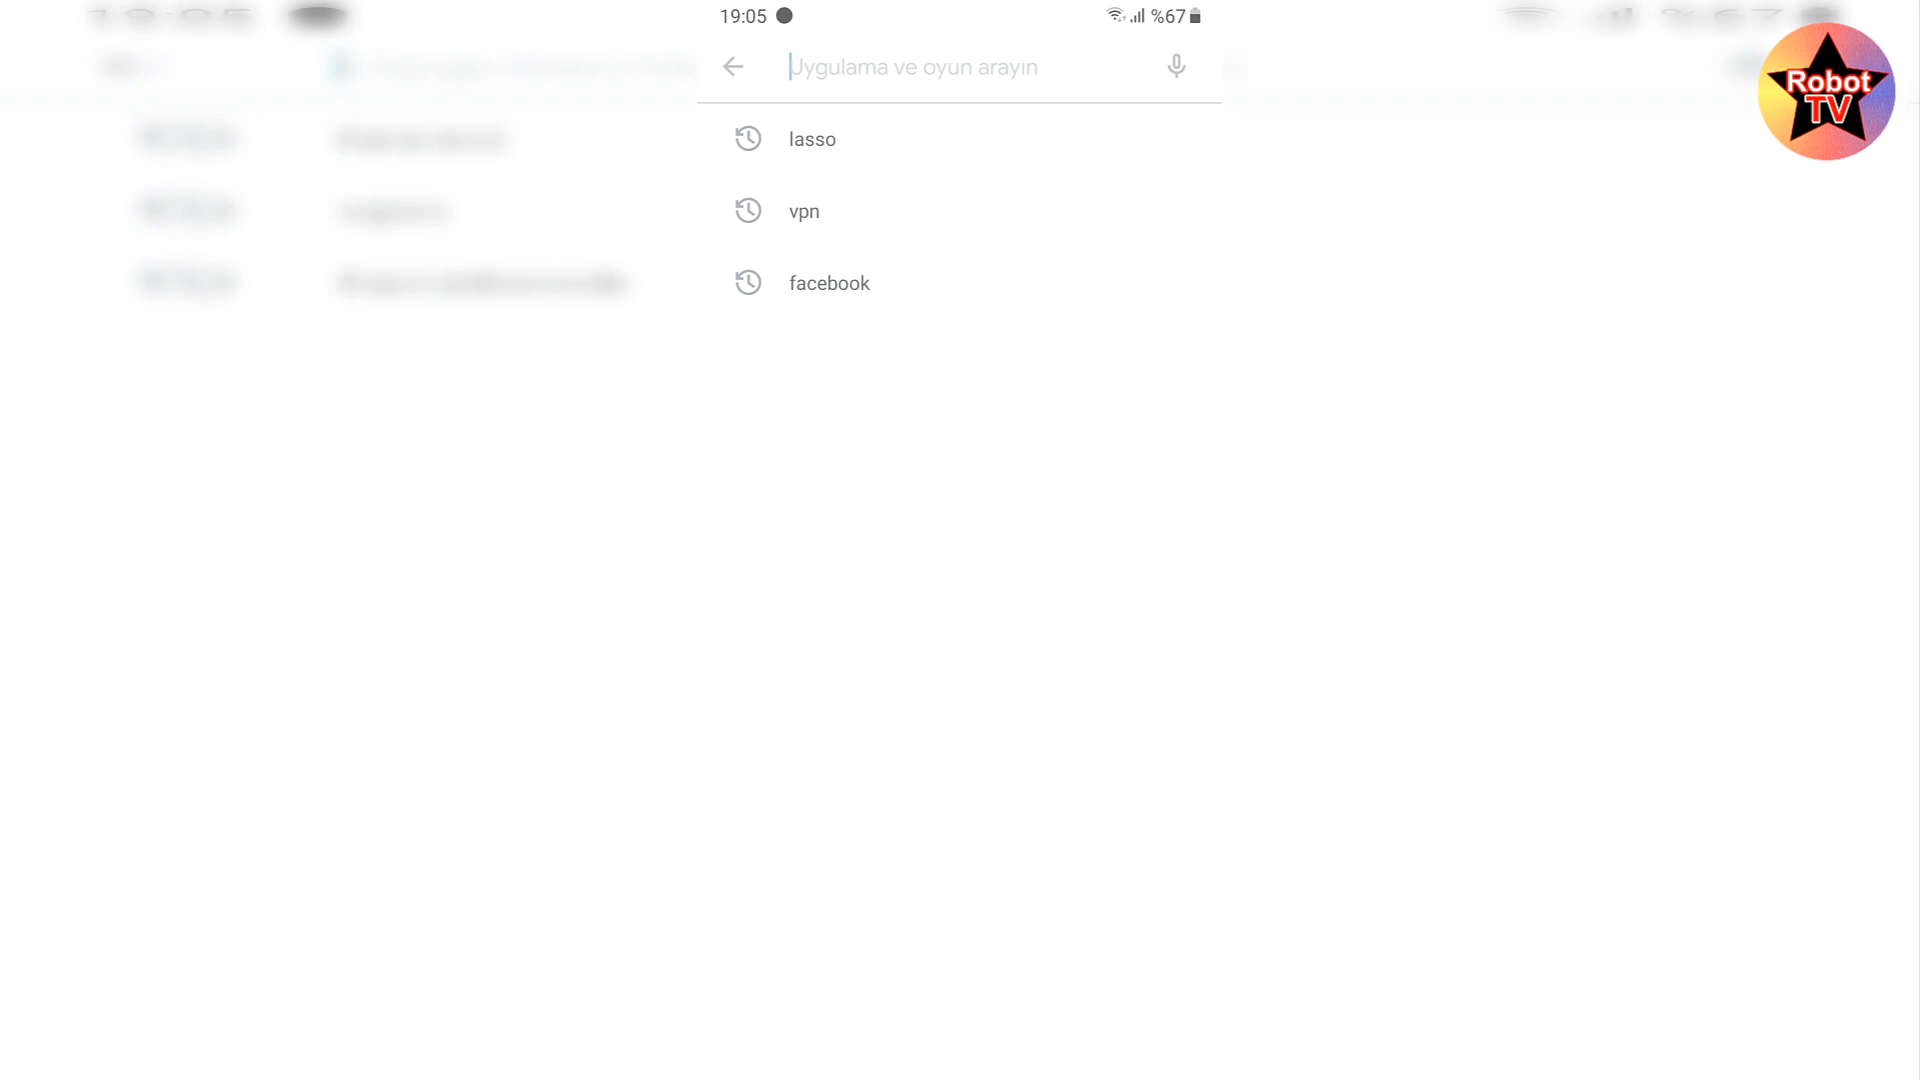 19:05 %67
Uygulama ve oyun arayın
lasso
vpn
facebook
Robot
TV